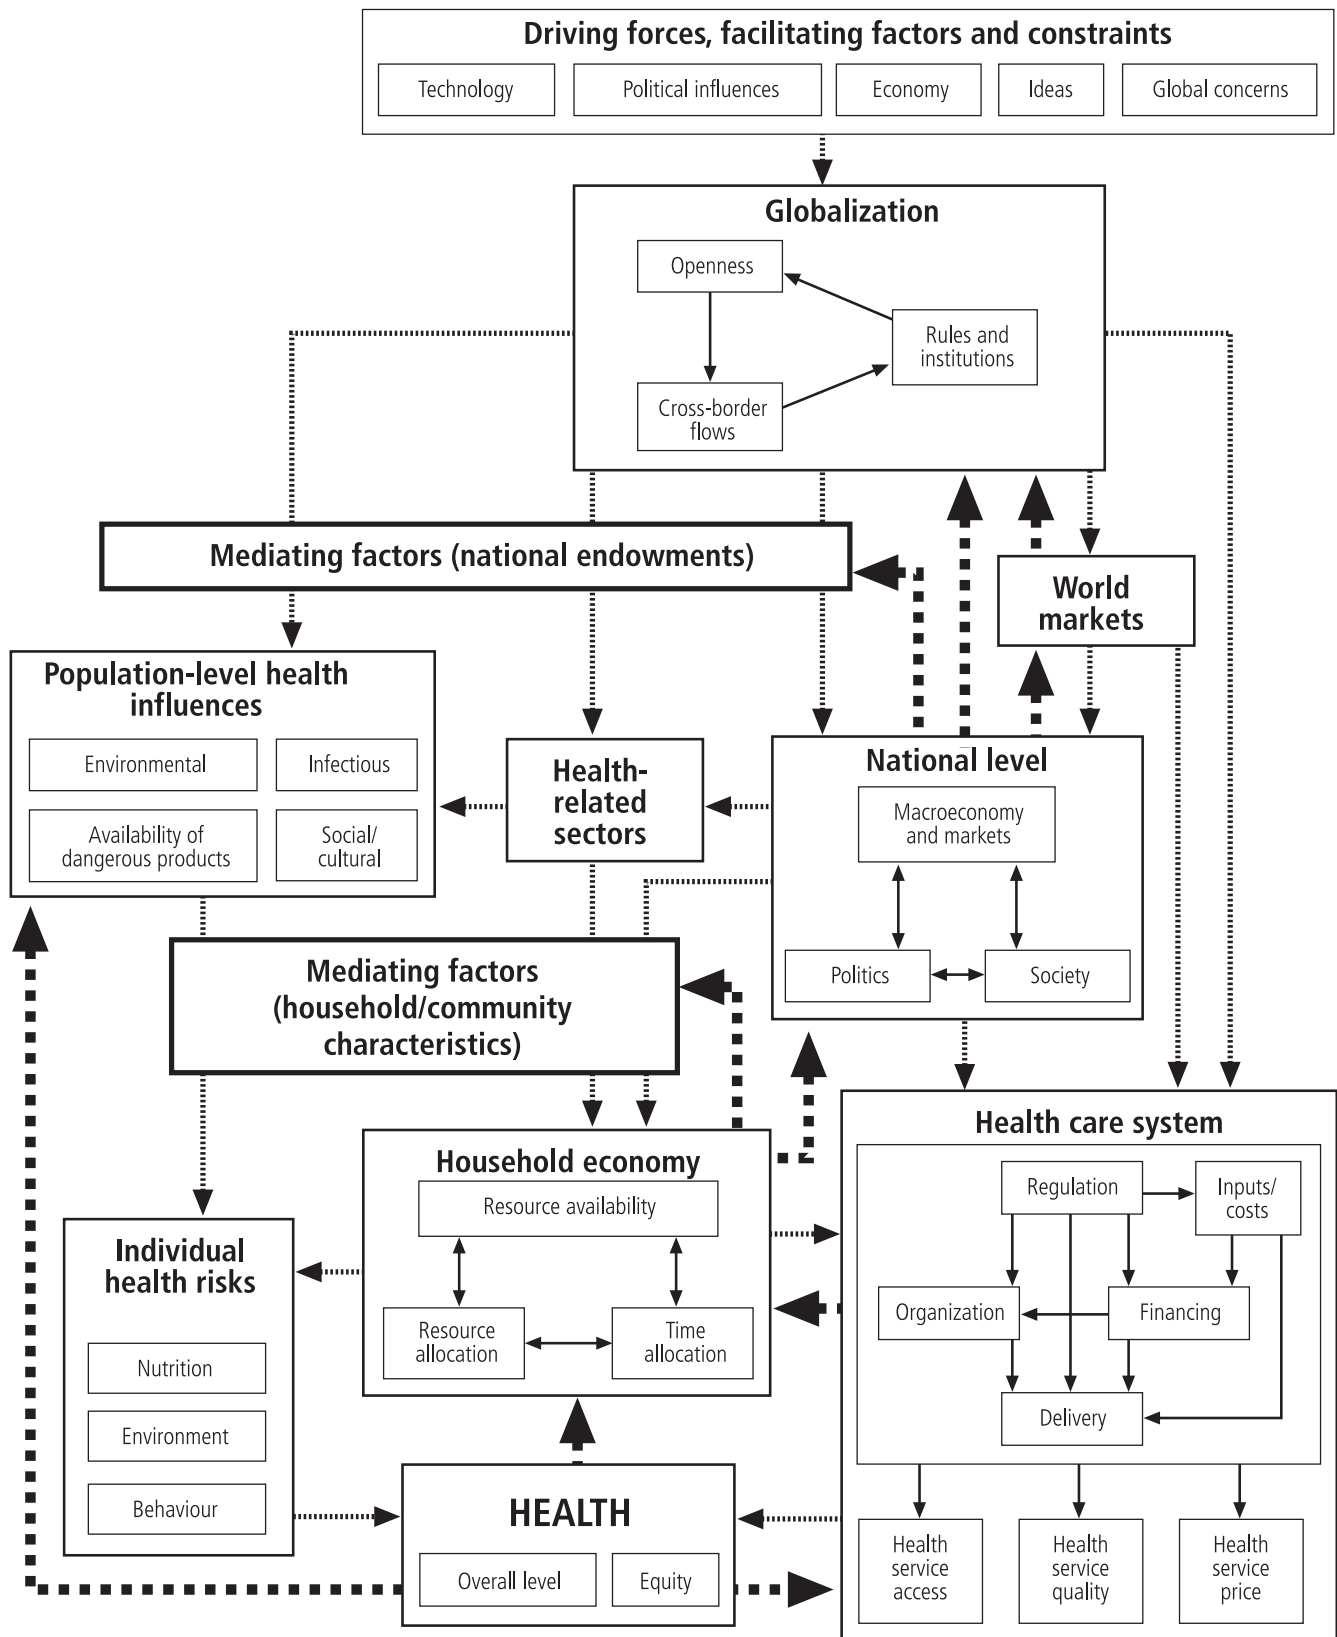 Driving forces, facilitating factors and constraints
Technology
Political influences
Economy
Ideas
Global concerns
Globalization
Openness
Rules and
institutions
Cross-border
flows
Mediating factors (national endowments)
World
markets
Population-level health
influences
Environmental
Infectious
Availability of
dangerous products
Social/
cultural
Health-
related
sectors
National level
Macroeconomy
and markets
Politics
Society
Mediating factors
(household/community
characteristics)
Household economy
Resource availability
Resource
allocation
Time
allocation
Health care system
Regulation
Inputs/
costs
Organization
Financing
Delivery
Health
service
access
Health
service
quality
Health
service
price
Individual
health risks
Nutrition
Environment
Behaviour
HEALTH
Overall level
Equity